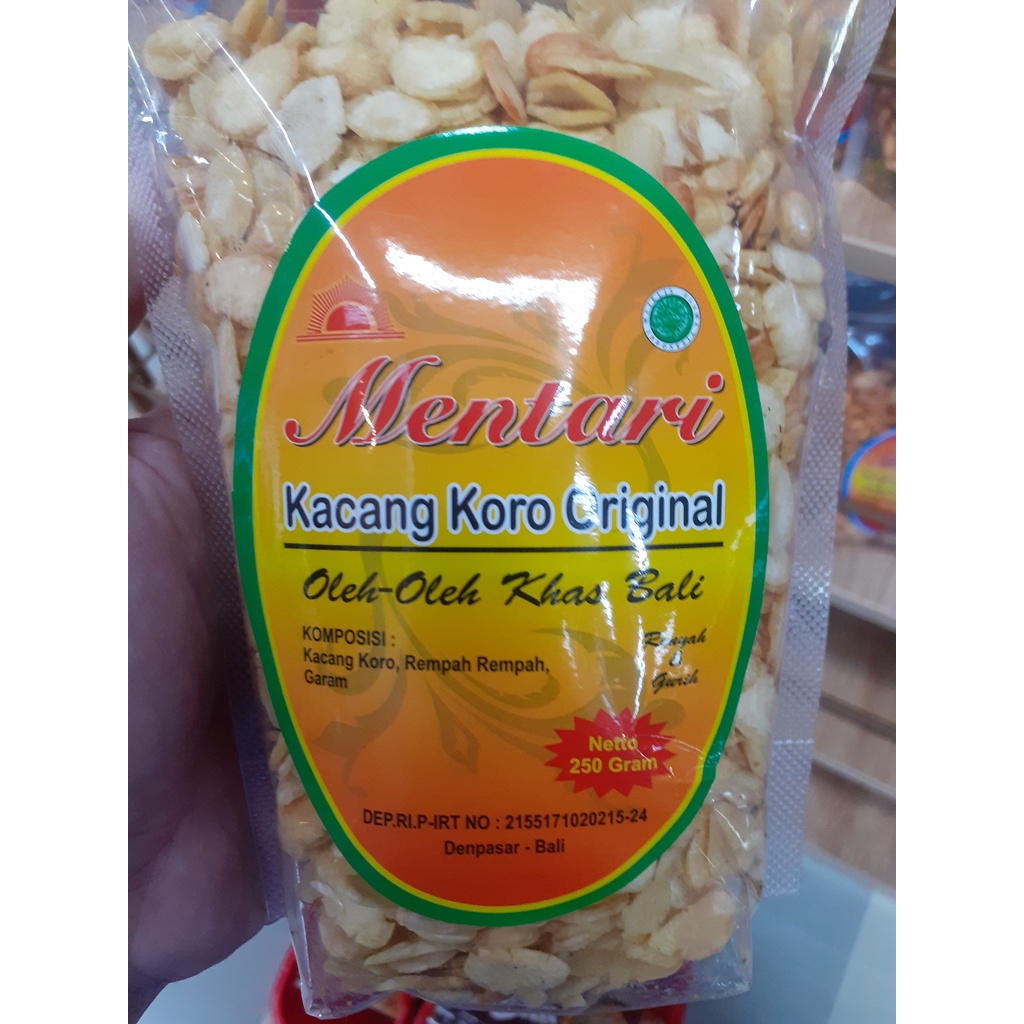 Mentari
Kacang Koro Original
Oleh-Oleh Khas Bali
KOMPOSISI :
Kacang Koro, Rempah Rempah,
Garam
Renyah
&
Gurih
Netto
250 Gram
DEP.RI.P-IRT NO : 2155171020215-24
Denpasar - Bali